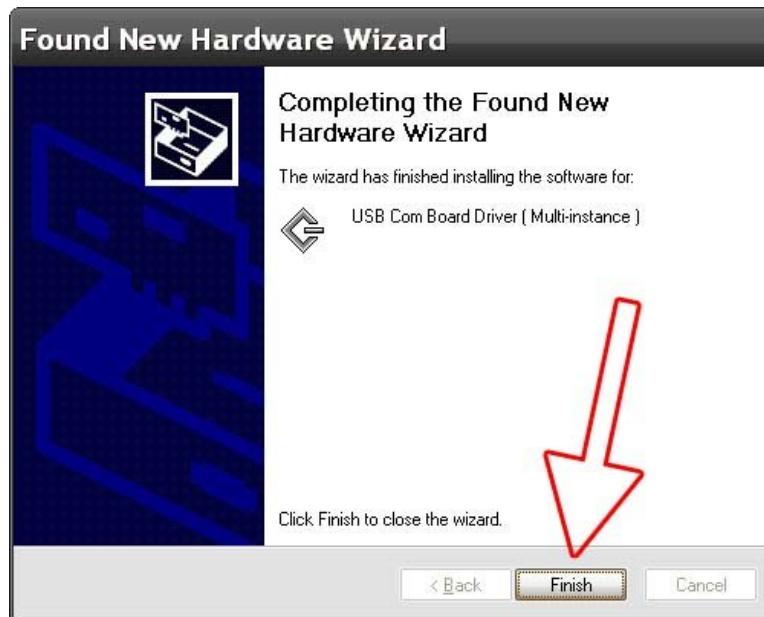 Found New Hardware Wizard
Completing the Found New
Hardware Wizard
The wizard has finished installing the software for:
USB Com Board Driver ( Multi-instance )
Click Finish to close the wizard.
< Back
Finish
Cancel